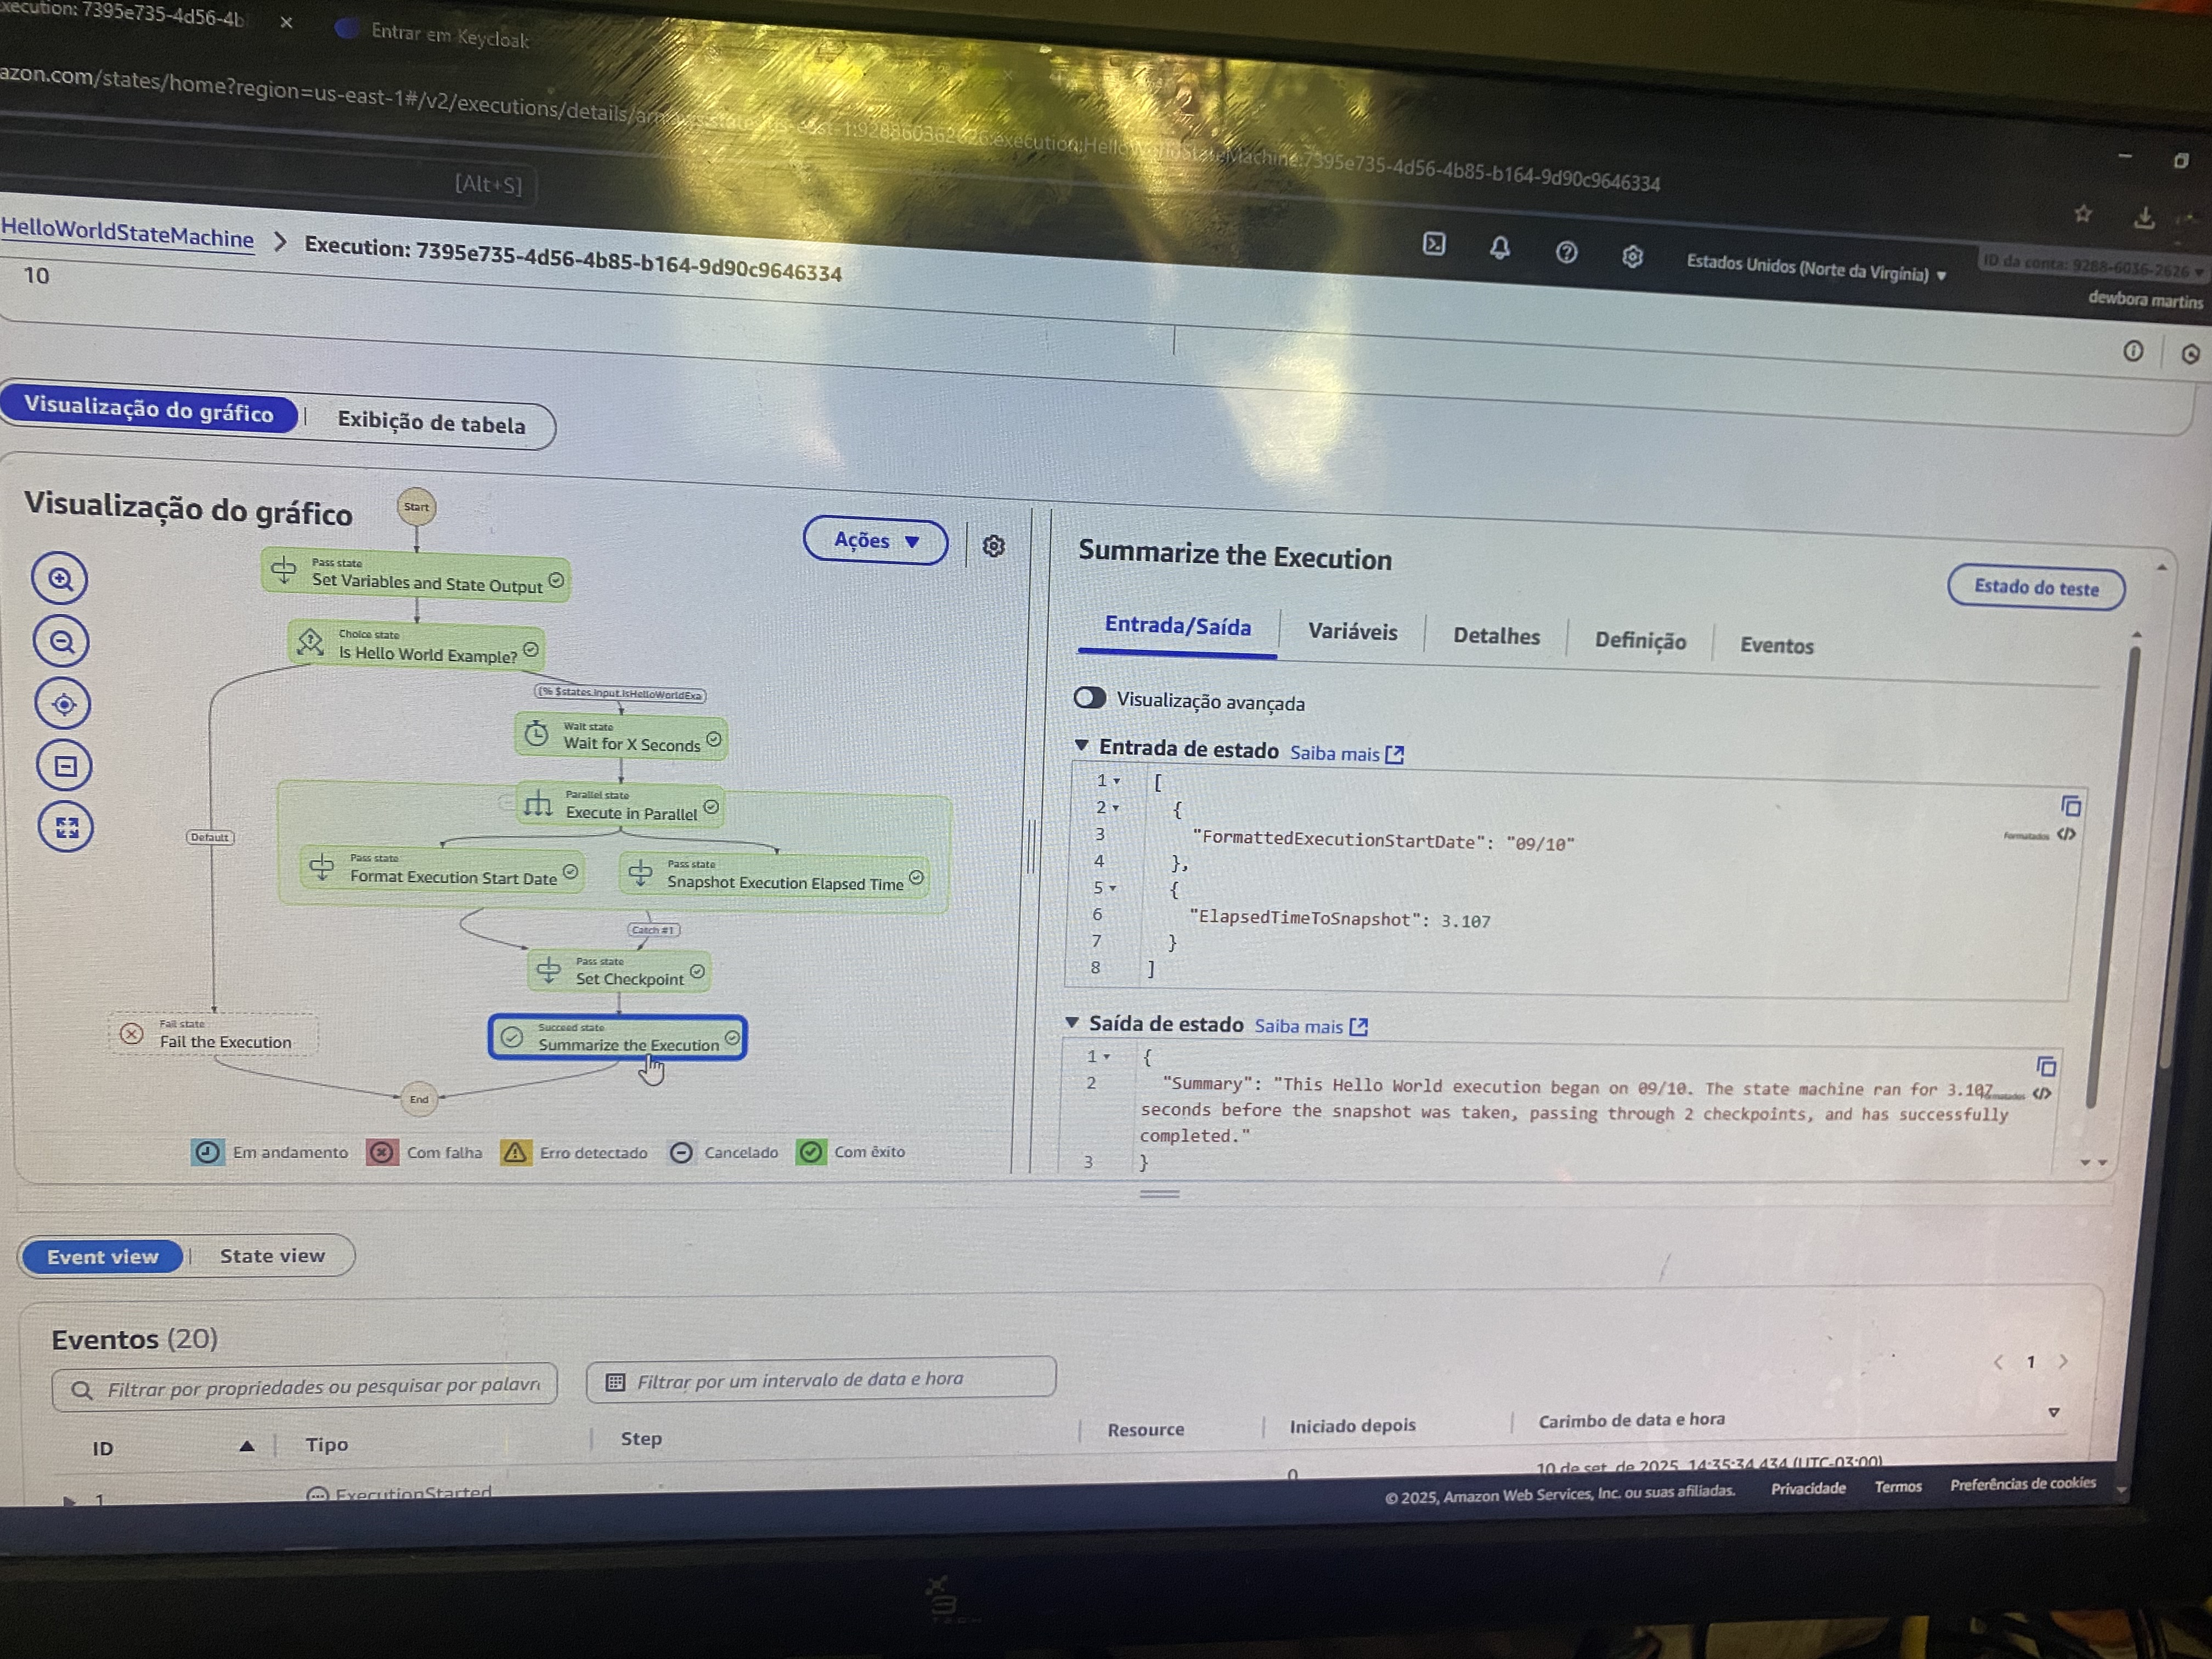 xecution: 7395e735-4d56-4b
Entrar em Keycloak
azon.com/states/home?region=us-east-1#/v2/executions/details/arn:aws:states:us-east-1:928860362626:execution:HelloWorldStateMachine:7395e735-4d56-4b85-b164-9d90c9646334
[Alt+S]
Estados Unidos (Norte da Virgínia)
ID da conta: 9288-6036-2626
dewbora martins
HelloWorldStateMachine > Execution: 7395e735-4d56-4b85-b164-9d90c9646334
10
Visualização do gráfico
Exibição de tabela
Visualização do gráfico
Ações
Start
Pass state
Set Variables and State Output
Choice state
Is Hello World Example?
{% $states.input.IsHelloWorldExa
Wait state
Wait for X Seconds
Parallel state
Execute in Parallel
Default
Pass state
Format Execution Start Date
Pass state
Snapshot Execution Elapsed Time
Catch #1
Pass state
Set Checkpoint
Fail state
Fail the Execution
Succeed state
Summarize the Execution
End
Em andamento
Com falha
Erro detectado
Cancelado
Com êxito
Summarize the Execution
Estado do teste
Entrada/Saída
Variáveis
Detalhes
Definição
Eventos
Visualização avançada
Entrada de estado Saiba mais
Formatados
1 [
2 {
3 "FormattedExecutionStartDate": "09/10"
4 },
5 {
6 "ElapsedTimeToSnapshot": 3.107
7 }
8 ]
Saída de estado Saiba mais
1 {
2 "Summary": "This Hello World execution began on 09/10. The state machine ran for 3.107
seconds before the snapshot was taken, passing through 2 checkpoints, and has successfully
completed."
3 }
Event view
State view
Eventos (20)
1
Filtrar por propriedades ou pesquisar por palavr
Filtrar por um intervalo de data e hora
ID
Tipo
Step
Resource
Iniciado depois
Carimbo de data e hora
1
ExecutionStarted
0
10 de set. de 2025, 14:35:34.434 (UTC-03:00)
© 2025, Amazon Web Services, Inc. ou suas afiliadas.
Privacidade
Termos
Preferências de cookies